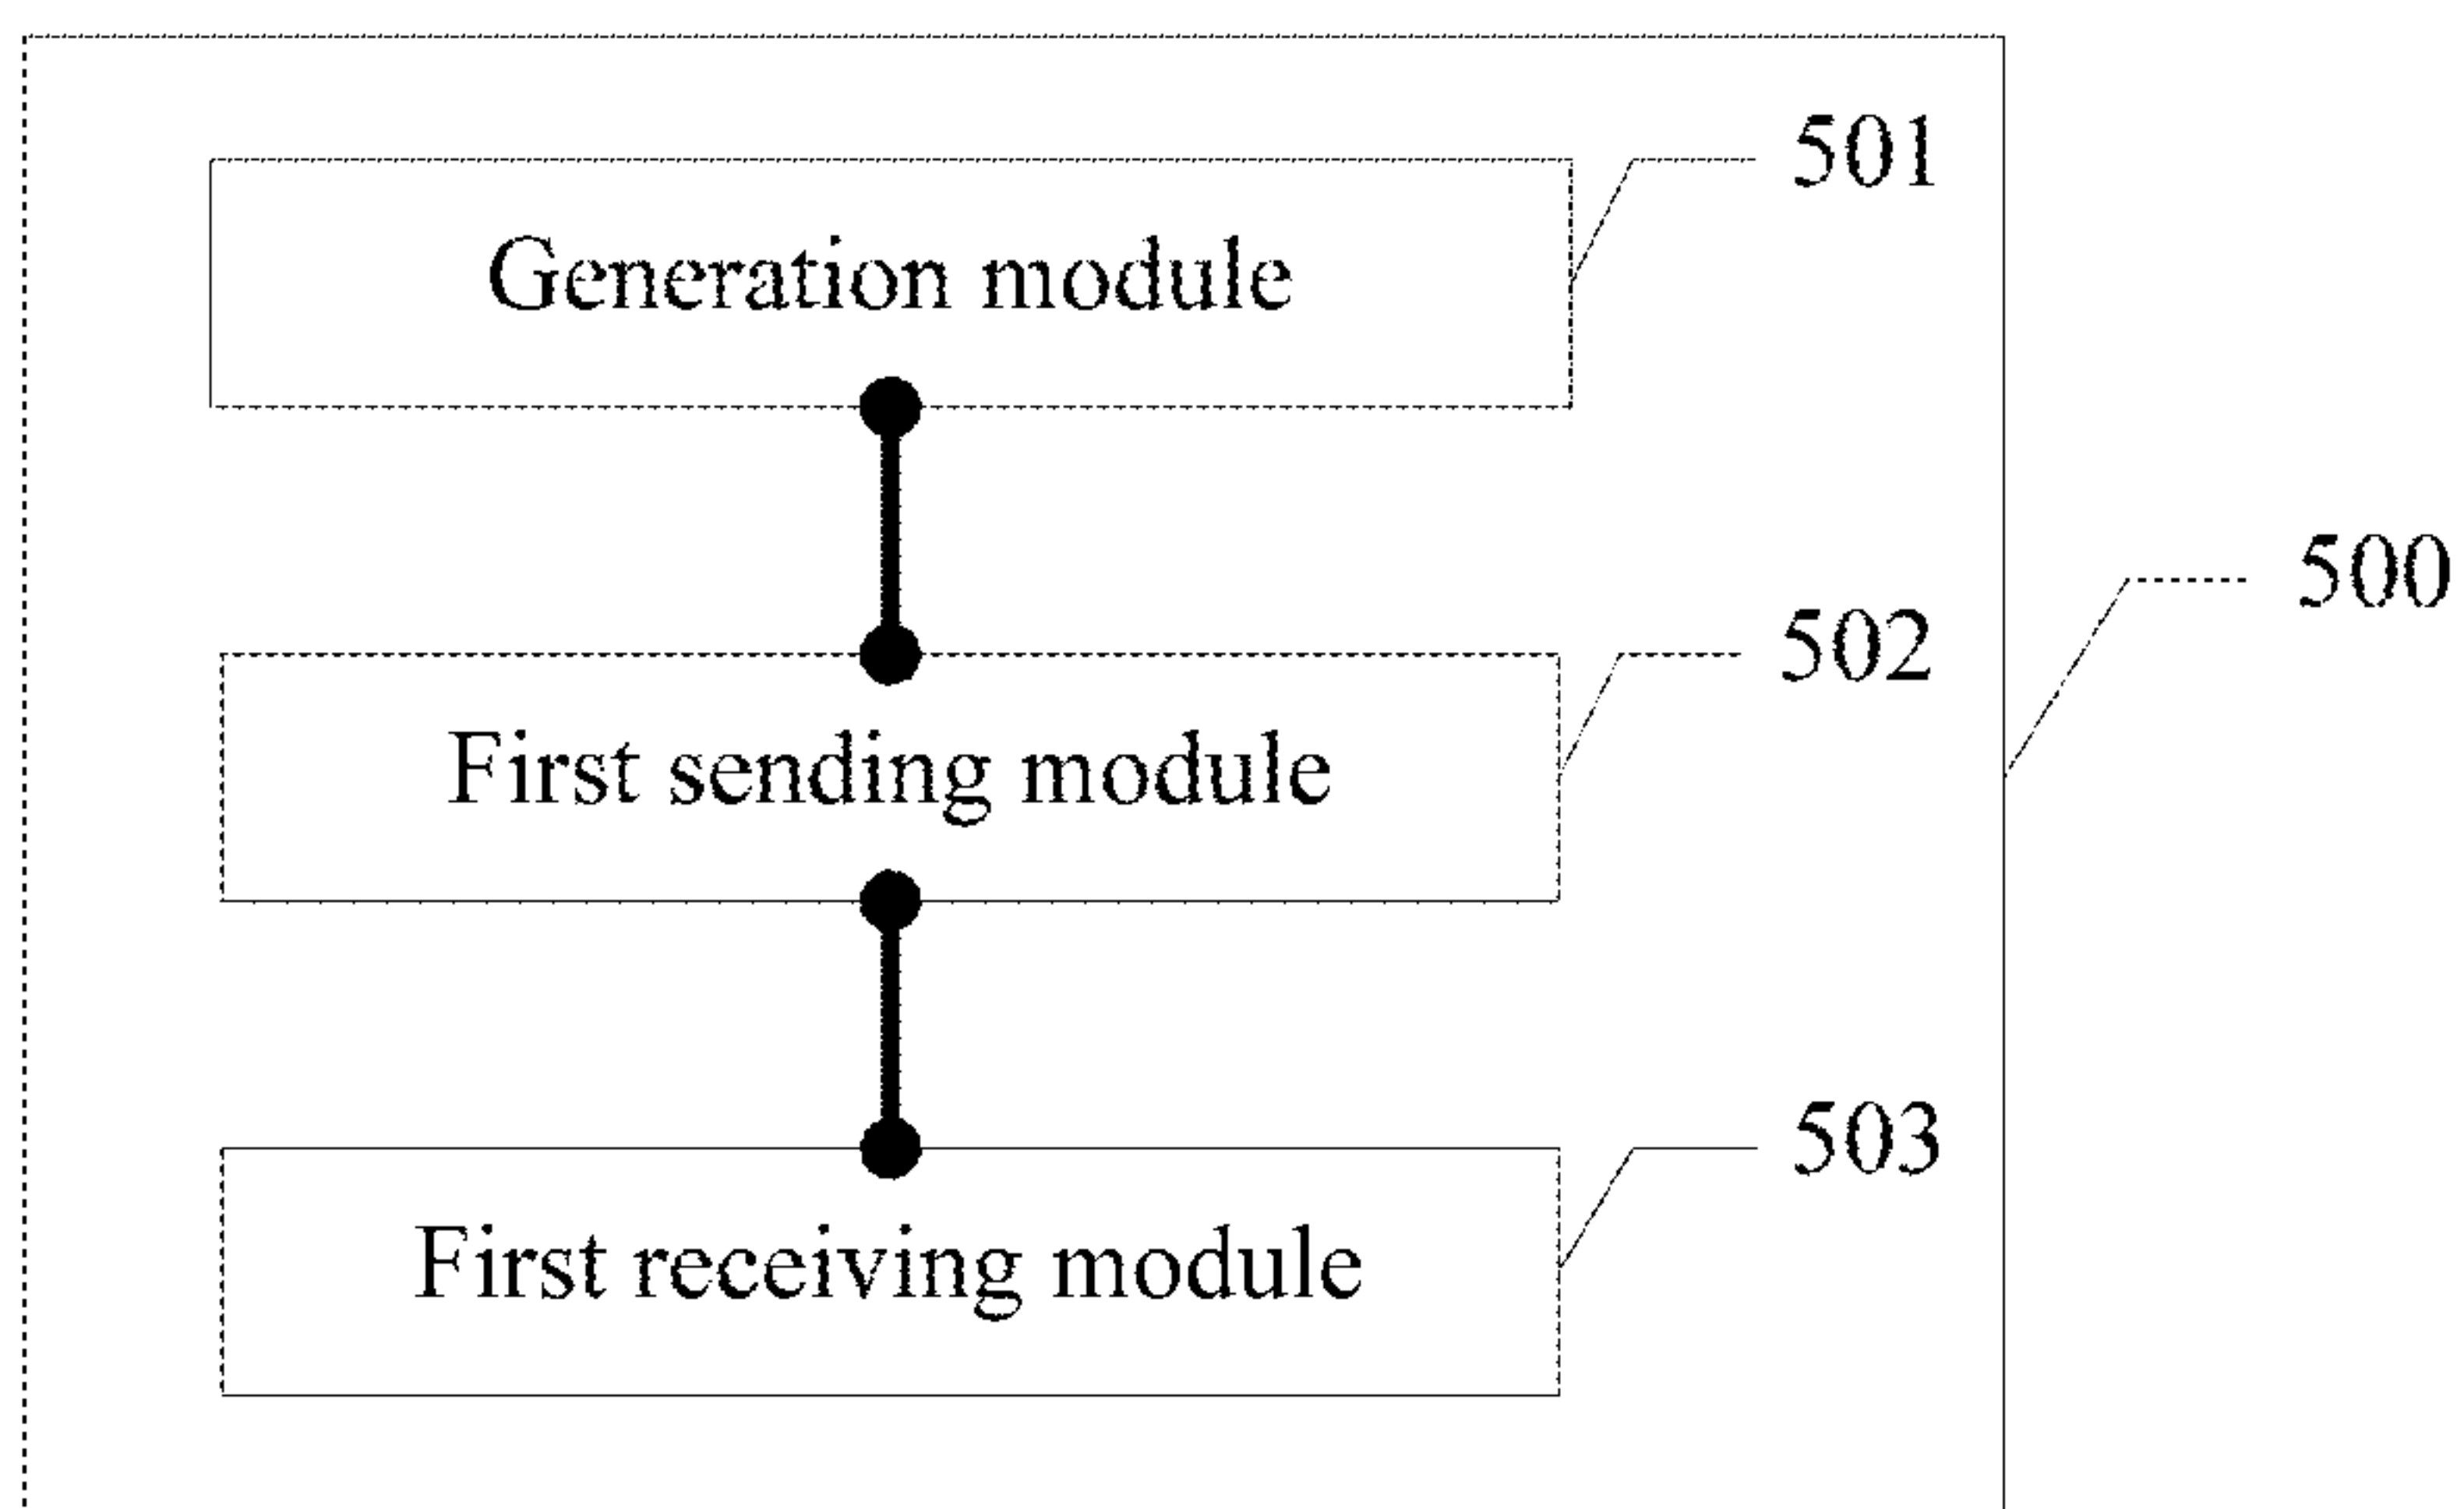 501
Generation module
500
502
First sending module
503
First receiving module